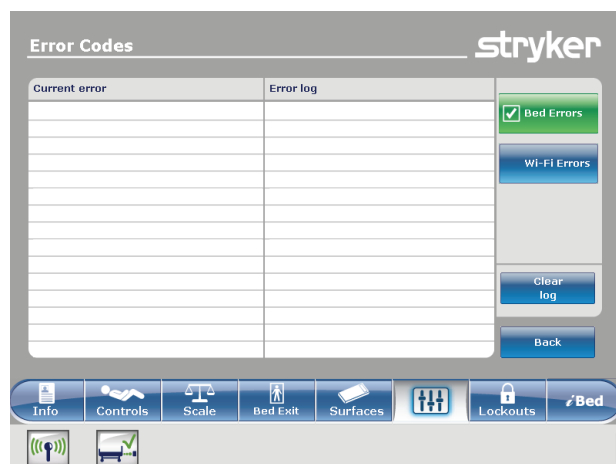 Error Codes
stryker
Current error
Error log
Bed Errors
Wi-Fi Errors
Clear
log
Back
Info
Controls
Scale
Bed Exit
Surfaces
Lockouts
iBed